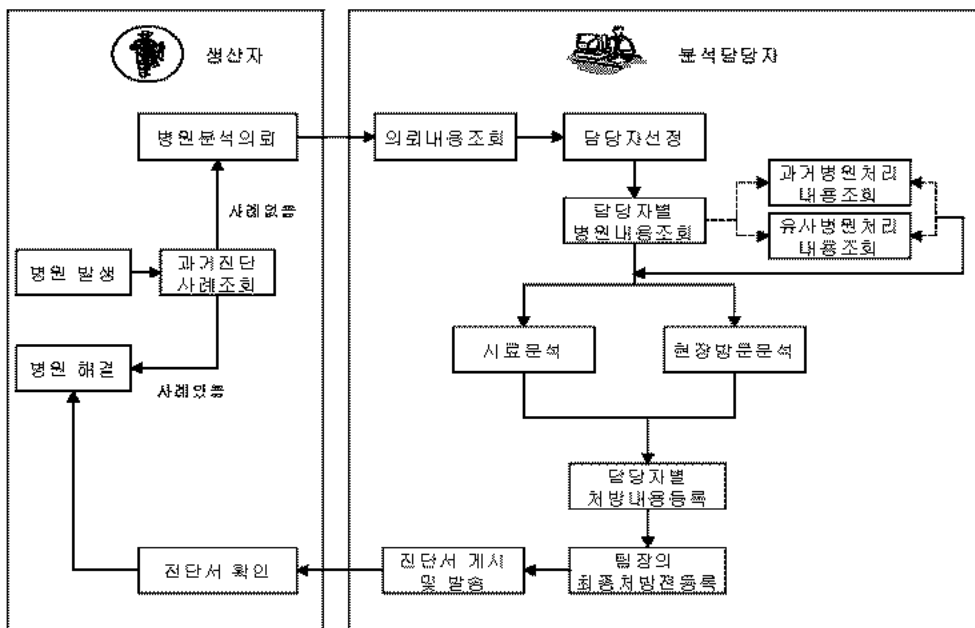 생산자
분석담당자
병원분석의뢰
의뢰내용조회
담당자선정
과거병원처리
내용조회
사례없음
담당자별
병원내용조회
유사병원처리
내용조회
병원 발생
과거진단
사례조회
시료분석
현장방문분석
병원 해결
사례있음
담당자별
처방내용등록
진단서 확인
진단서 게시
및 발송
팀장의
최종처방전등록